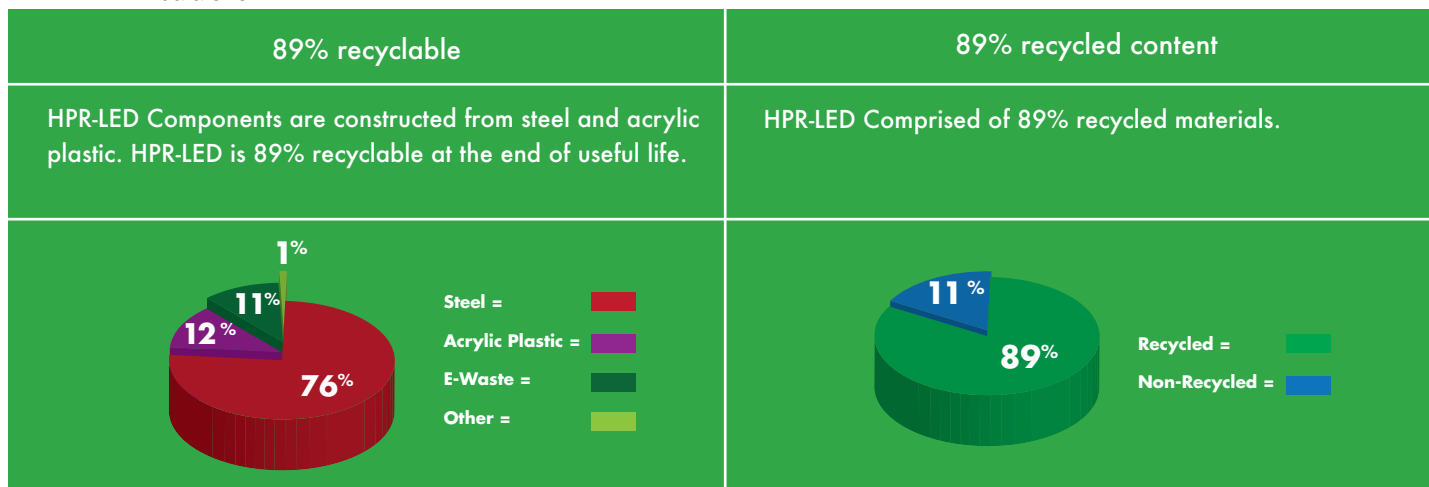 89% recyclable
89% recycled content
HPR-LED Components are constructed from steel and acrylic
plastic. HPR-LED is 89% recyclable at the end of useful life.
HPR-LED Comprised of 89% recycled materials.
1%
11%
12%
76%
Steel =
Acrylic Plastic =
E-Waste =
Other =
11%
89%
Recycled =
Non-Recycled =